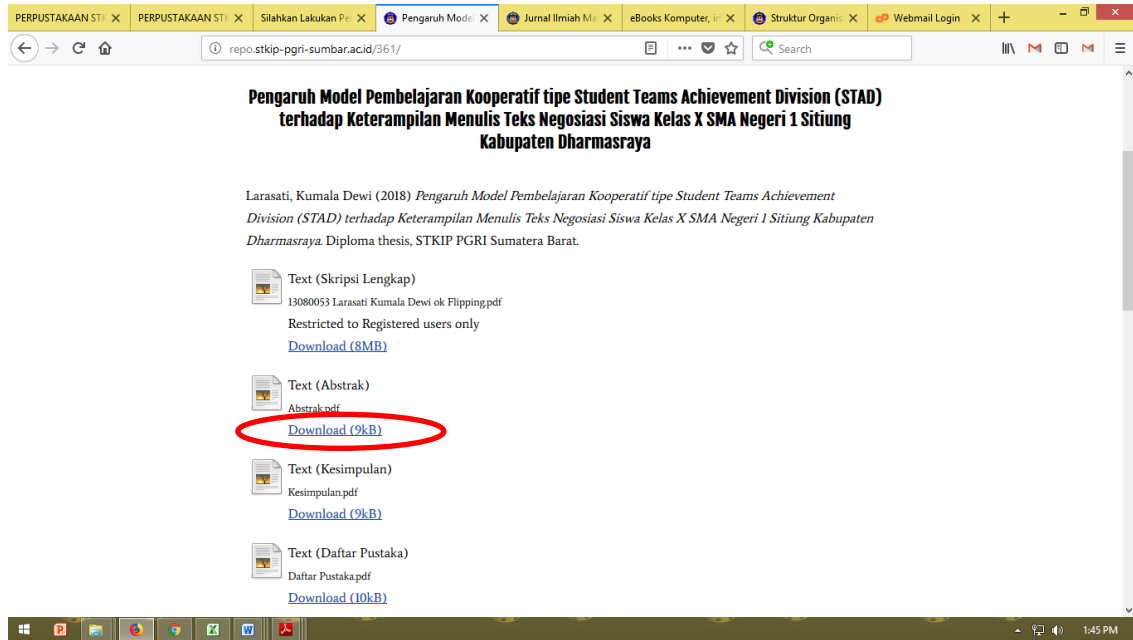 PERPUSTAKAAN STK
PERPUSTAKAAN STK
Silahkan Lakukan Pe
Pengaruh Model
Jurnal Ilmiah Ma
eBooks Komputer, in
Struktur Organis
Webmail Login
repo.stkip-pgri-sumbar.ac.id/361/
Search
Pengaruh Model Pembelajaran Kooperatif tipe Student Teams Achievement Division (STAD)
terhadap Keterampilan Menulis Teks Negosiasi Siswa Kelas X SMA Negeri 1 Sitiung
Kabupaten Dharmasraya
Larasati, Kumala Dewi (2018) Pengaruh Model Pembelajaran Kooperatif tipe Student Teams Achievement
Division (STAD) terhadap Keterampilan Menulis Teks Negosiasi Siswa Kelas X SMA Negeri 1 Sitiung Kabupaten
Dharmasraya. Diploma thesis, STKIP PGRI Sumatera Barat.
Text (Skripsi Lengkap)
13080053 Larasati Kumala Dewi ok Flipping.pdf
Restricted to Registered users only
Download (8MB)
Text (Abstrak)
Abstrak.pdf
Download (9kB)
Text (Kesimpulan)
Kesimpulan.pdf
Download (9kB)
Text (Daftar Pustaka)
Daftar Pustaka.pdf
Download (10kB)
1:45 PM